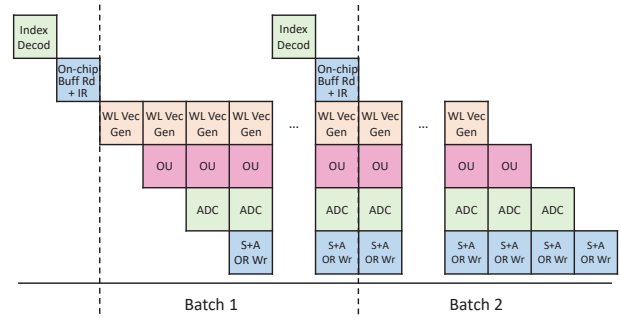 Index
Decod
Index
Decod
On-chip
Buff Rd
+ IR
On-chip
Buff Rd
+ IR
WL Vec
Gen
WL Vec
Gen
WL Vec
Gen
WL Vec
Gen
...
WL Vec
Gen
WL Vec
Gen
...
WL Vec
Gen
OU
OU
OU
OU
OU
OU
OU
ADC
ADC
ADC
ADC
ADC
ADC
ADC
S+A
OR Wr
S+A
OR Wr
S+A
OR Wr
S+A
OR Wr
S+A
OR Wr
S+A
OR Wr
S+A
OR Wr
Batch 1
Batch 2